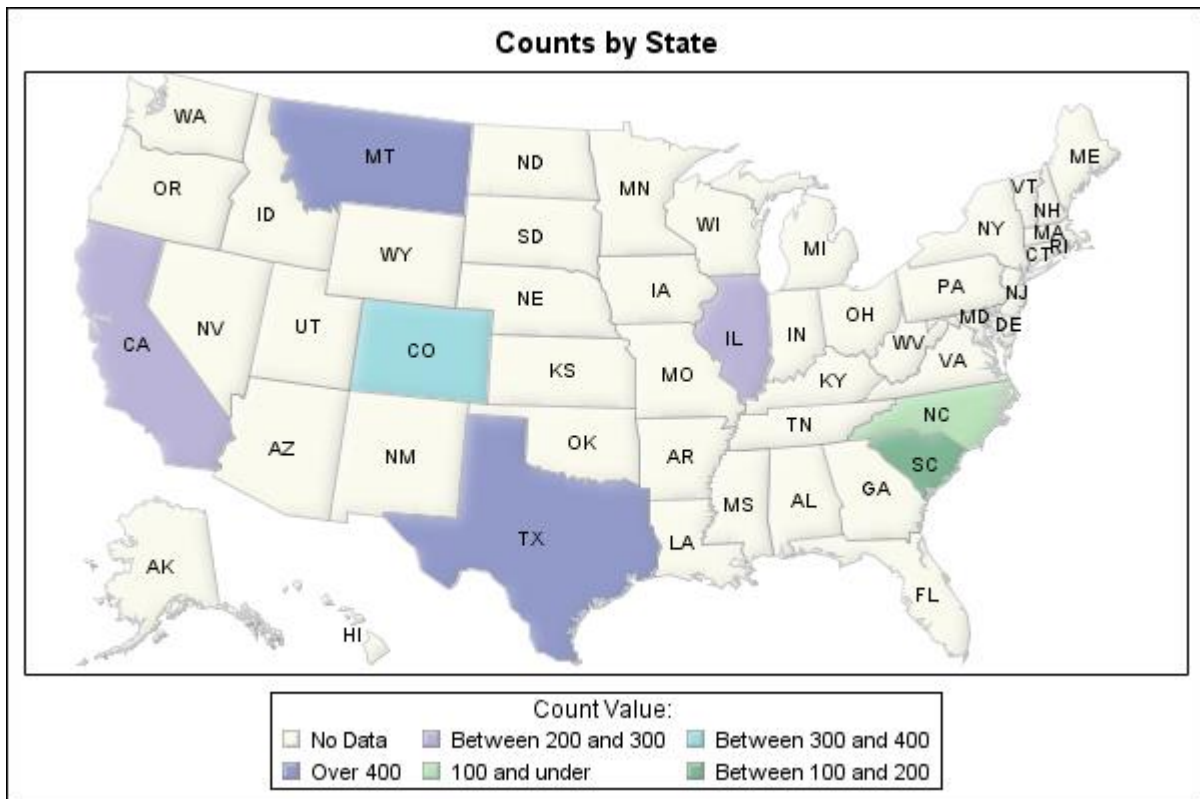 Counts by State
WA
MT
ND
MN
ME
OR
ID
VT
NH
WI
NY
MA
SD
MI
CT
RI
WY
NE
IA
PA
NJ
NV
UT
CO
IL
IN
OH
MD
DE
CA
WV
KS
MO
KY
VA
AZ
NM
OK
AR
TN
NC
SC
MS
AL
GA
TX
LA
AK
FL
HI
Count Value:
No Data Between 200 and 300 Between 300 and 400
Over 400 100 and under Between 100 and 200